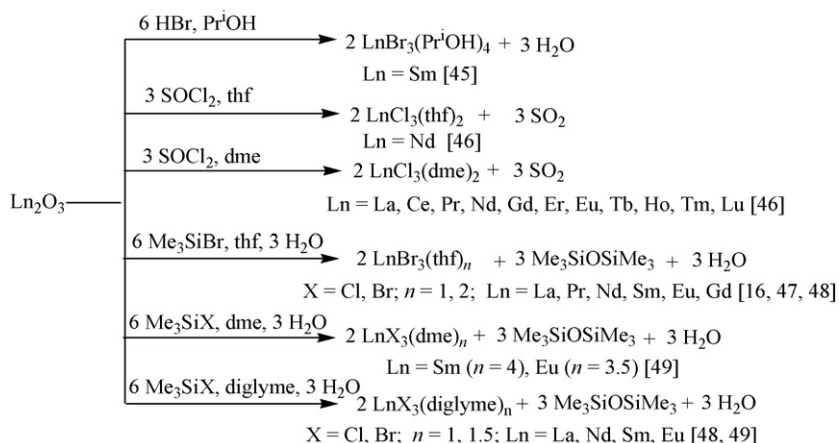 6 HBr, PrⁱOH
2 LnBr₃(PrⁱOH)₄ + 3 H₂O
Ln = Sm [45]
3 SOCl₂, thf
2 LnCl₃(thf)₂ + 3 SO₂
Ln = Nd [46]
3 SOCl₂, dme
2 LnCl₃(dme)₂ + 3 SO₂
Ln = La, Ce, Pr, Nd, Gd, Er, Eu, Tb, Ho, Tm, Lu [46]
Ln₂O₃
6 Me₃SiBr, thf, 3 H₂O
2 LnBr₃(thf)ₙ + 3 Me₃SiOSiMe₃ + 3 H₂O
X = Cl, Br; n = 1, 2; Ln = La, Pr, Nd, Sm, Eu, Gd [16, 47, 48]
6 Me₃SiX, dme, 3 H₂O
2 LnX₃(dme)ₙ + 3 Me₃SiOSiMe₃ + 3 H₂O
Ln = Sm (n = 4), Eu (n = 3.5) [49]
6 Me₃SiX, diglyme, 3 H₂O
2 LnX₃(diglyme)ₙ + 3 Me₃SiOSiMe₃ + 3 H₂O
X = Cl, Br; n = 1, 1.5; Ln = La, Nd, Sm, Eu [48, 49]